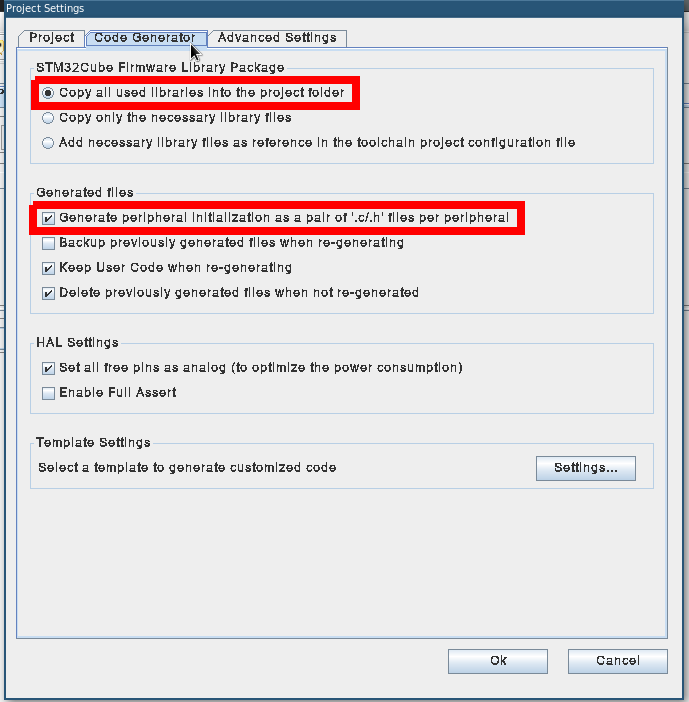 Project Settings
Project
Code Generator
Advanced Settings
STM32Cube Firmware Library Package
Copy all used libraries into the project folder
Copy only the necessary library files
Add necessary library files as reference in the toolchain project configuration file
Generated files
Generate peripheral initialization as a pair of '.c/.h' files per peripheral
Backup previously generated files when re-generating
Keep User Code when re-generating
Delete previously generated files when not re-generated
HAL Settings
Set all free pins as analog (to optimize the power consumption)
Enable Full Assert
Template Settings
Select a template to generate customized code
Settings...
Ok
Cancel